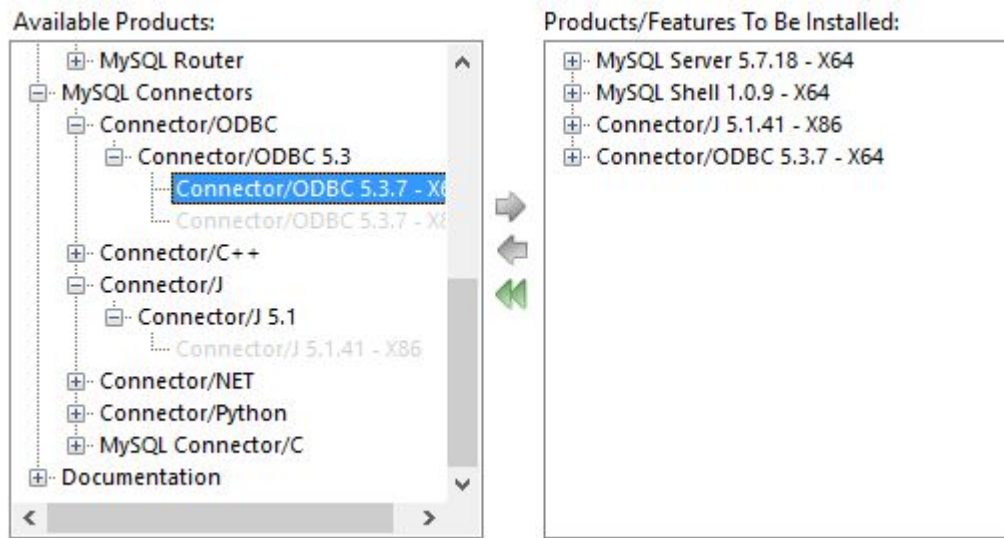 Available Products:
MySQL Router
MySQL Connectors
Connector/ODBC
Connector/ODBC 5.3
Connector/ODBC 5.3.7 -
Connector/ODBC 5.3.7 -
Connector/C++
Connector/J
Connector/J 5.1
Connector/J 5.1.41 - X86
Connector/NET
Connector/Python
MySQL Connector/C
Documentation
Products/Features To Be Installed:
MySQL Server 5.7.18 - X64
MySQL Shell 1.0.9 - X64
Connector/J 5.1.41 - X86
Connector/ODBC 5.3.7 - X64